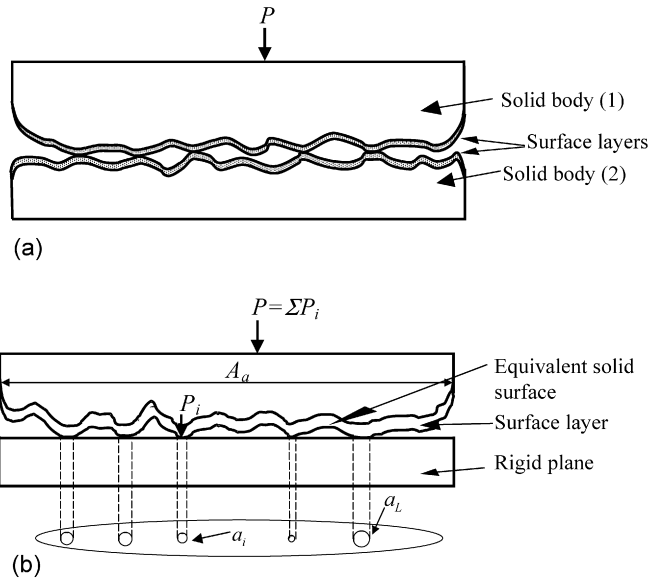 P
Solid body (1)
Surface layers
Solid body (2)
(a)
P=ΣPi
Aa
Equivalent solid
surface
Pi
Surface layer
Rigid plane
aL
ai
(b)